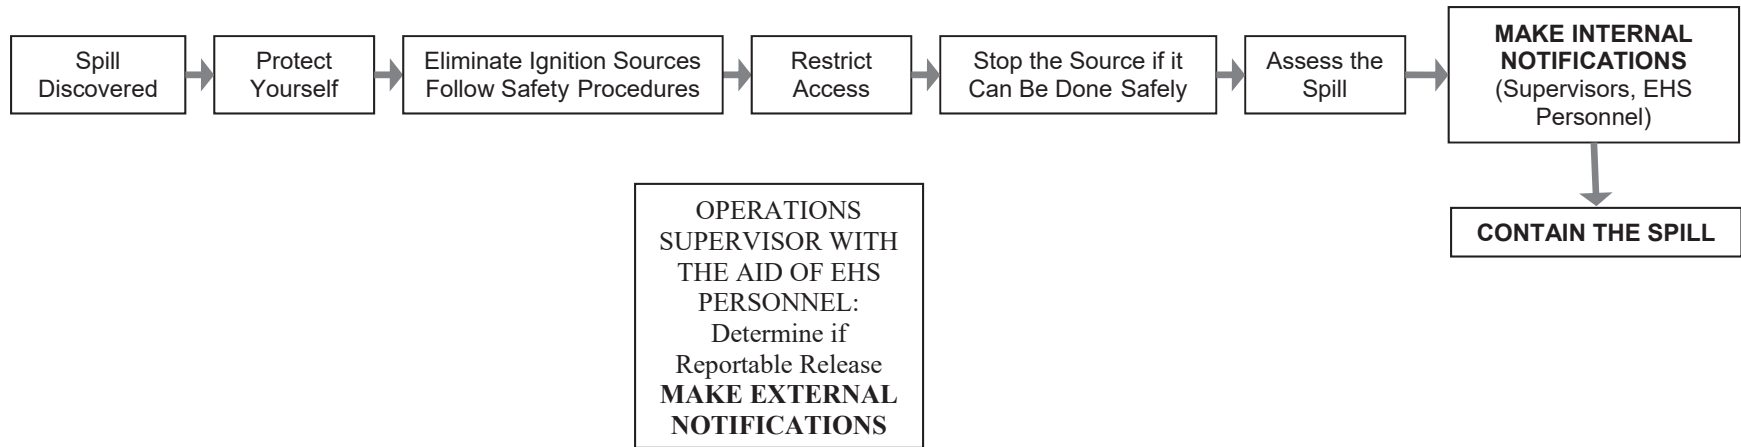 Spill
Discovered
Protect
Yourself
Eliminate Ignition Sources
Follow Safety Procedures
Restrict
Access
Stop the Source if it
Can Be Done Safely
Assess the
Spill
MAKE INTERNAL
NOTIFICATIONS
(Supervisors, EHS
Personnel)
CONTAIN THE SPILL
OPERATIONS
SUPERVISOR WITH
THE AID OF EHS
PERSONNEL:
Determine if
Reportable Release
MAKE EXTERNAL
NOTIFICATIONS